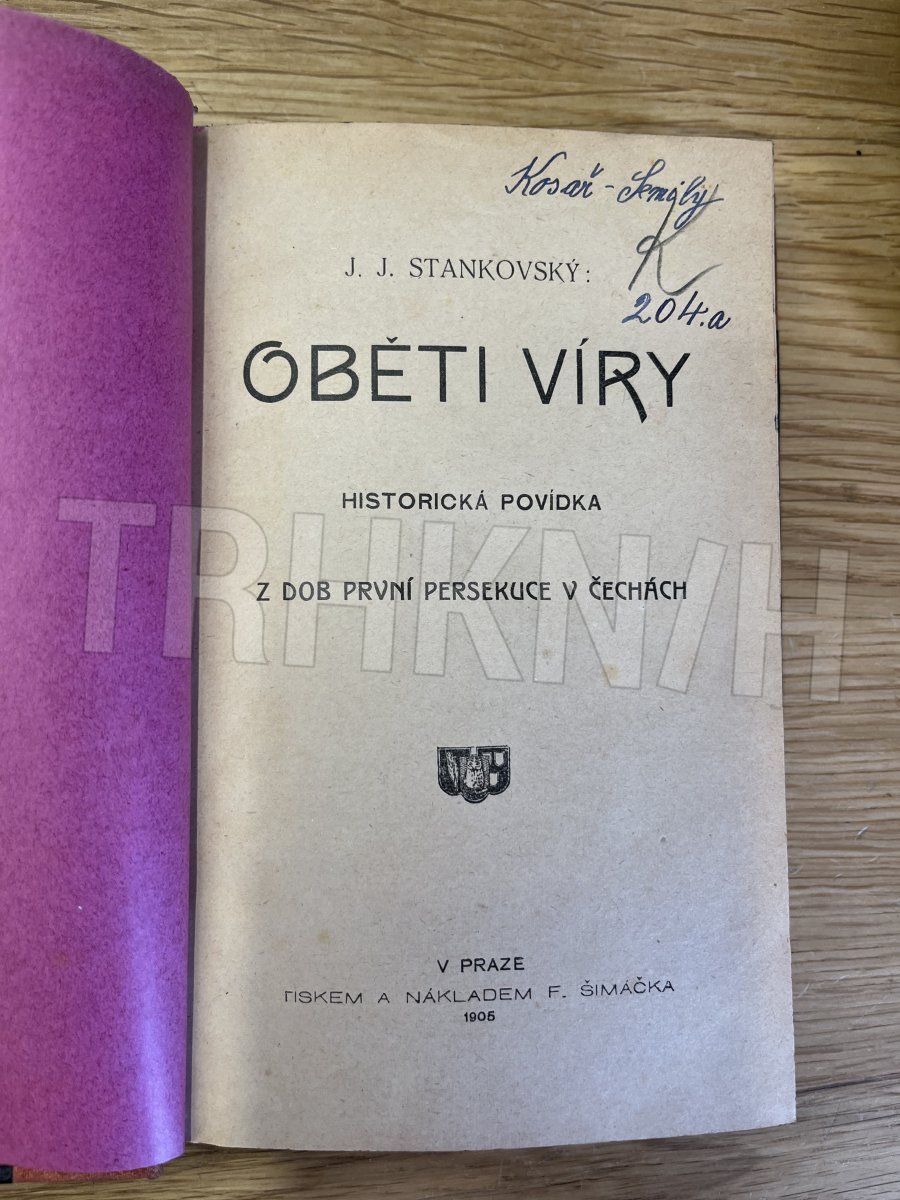 Kosař - Semily
K
J. J. STANKOVSKÝ:
204.a
OBĚTI VÍRY
HISTORICKÁ POVÍDKA
TRHKNIH
Z DOB PRVNÍ PERSEKUCE V ČECHÁCH
V PRAZE
TISKEM A NÁKLADEM F. ŠIMÁČKA
1905